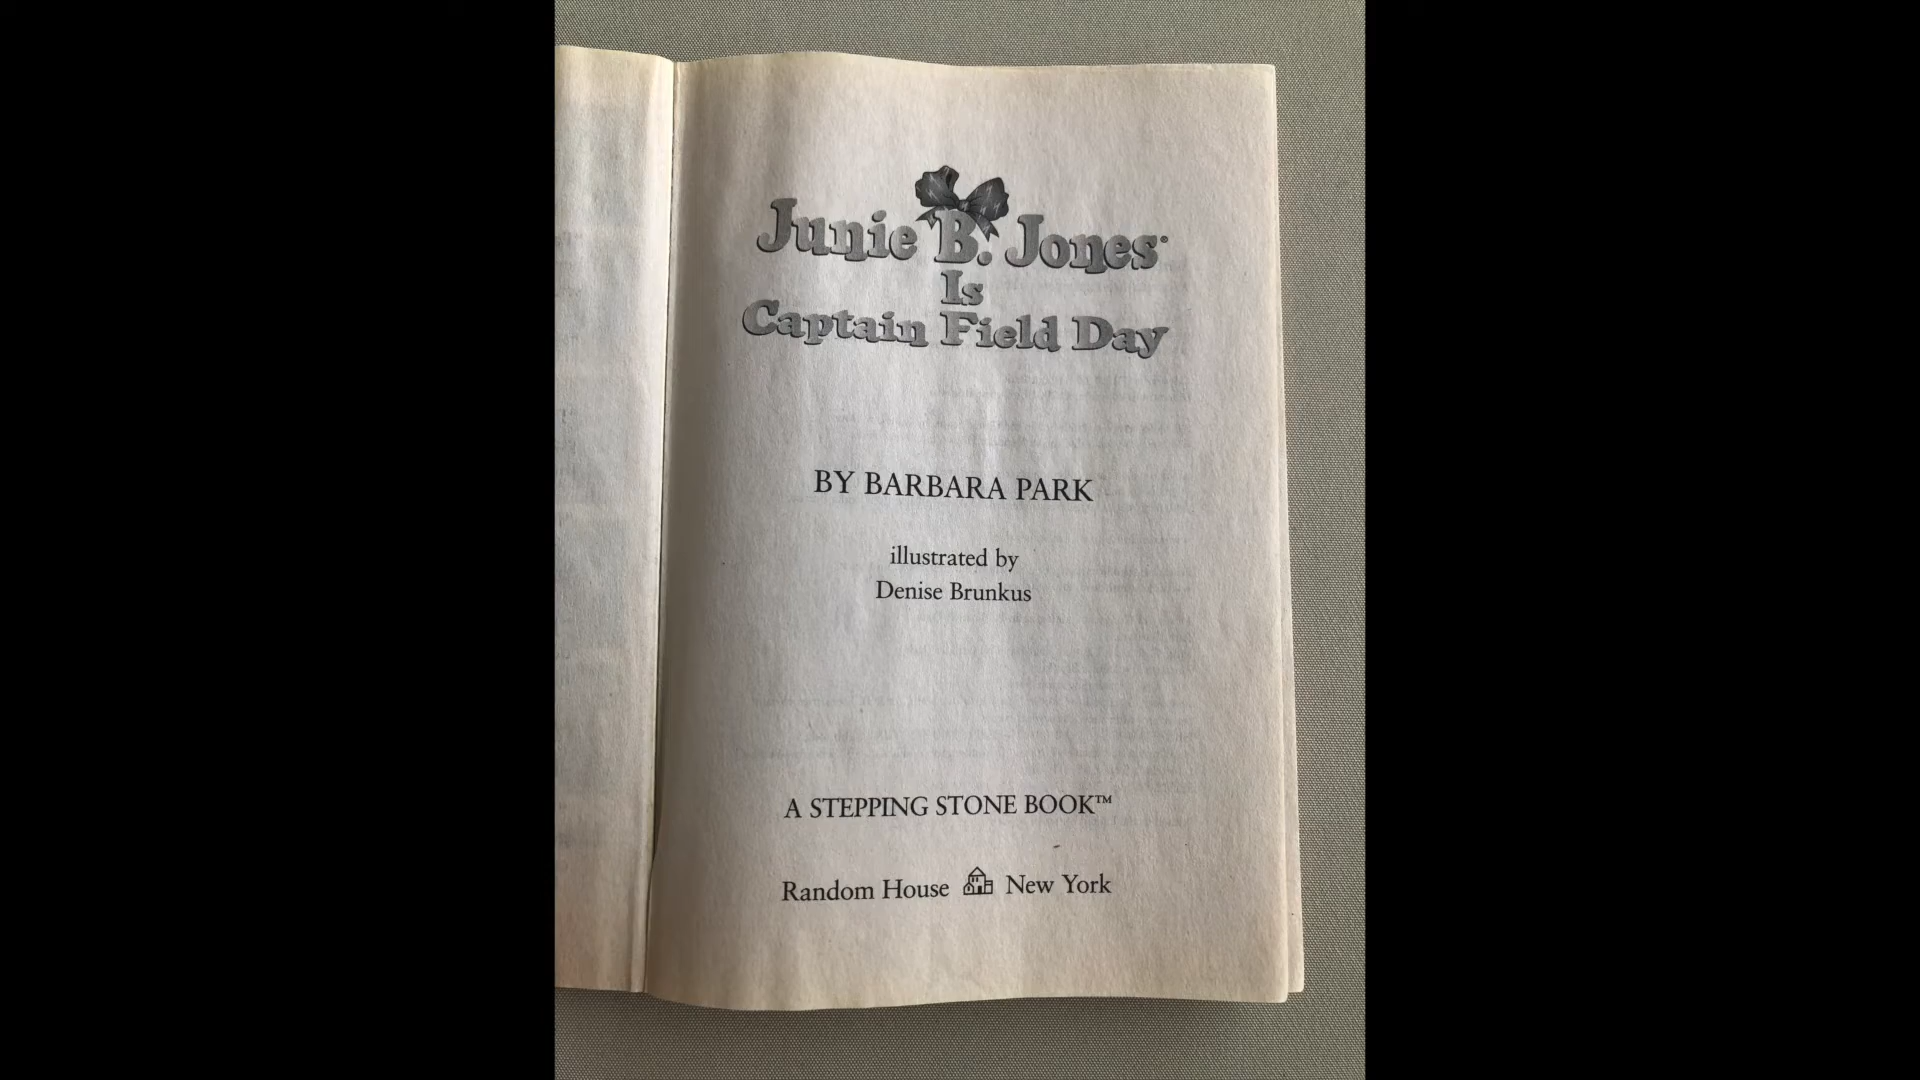 Junie B. Jones®
Is
Captain Field Day
BY BARBARA PARK
illustrated by
Denise Brunkus
A STEPPING STONE BOOK™
Random House New York